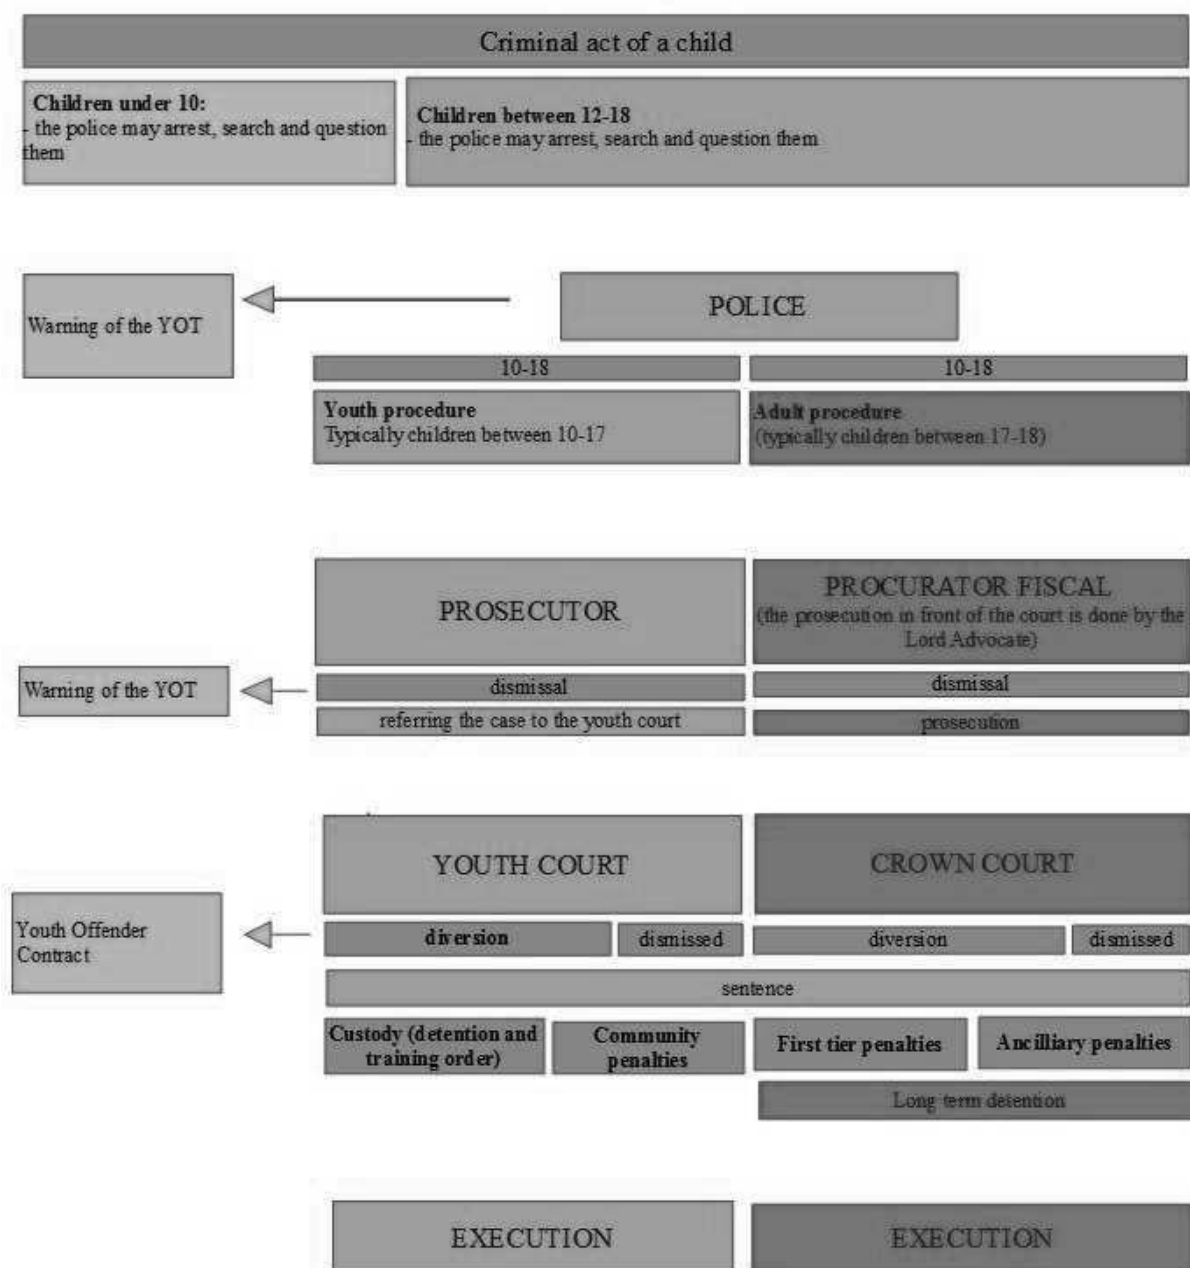 Criminal act of a child
Children under 10:
- the police may arrest, search and question
them
Children between 12-18
- the police may arrest, search and question them
Warning of the YOT
POLICE
10-18
10-18
Youth procedure
Typically children between 10-17
Adult procedure
(typically children between 17-18)
PROSECUTOR
PROCURATOR FISCAL
(the prosecution in front of the court is done by the
Lord Advocate)
Warning of the YOT
dismissal
dismissal
referring the case to the youth court
prosecution
YOUTH COURT
CROWN COURT
Youth Offender
Contract
diversion
dismissed
diversion
dismissed
sentence
Custody (detention and
training order)
Community
penalties
First tier penalties
Ancilliary penalties
Long term detention
EXECUTION
EXECUTION